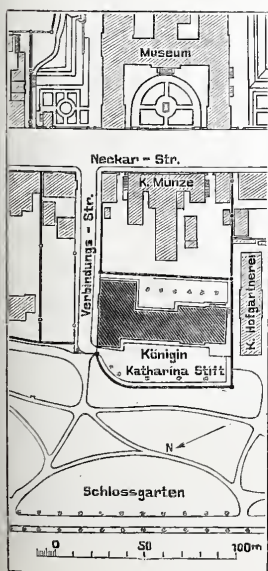 Museum
Neckar - Str.
K. Münze
Verbindungs - Str.
K. Hofgärtnerei
Königin
Katharina Stift
N
Schlossgarten
0 50 100m